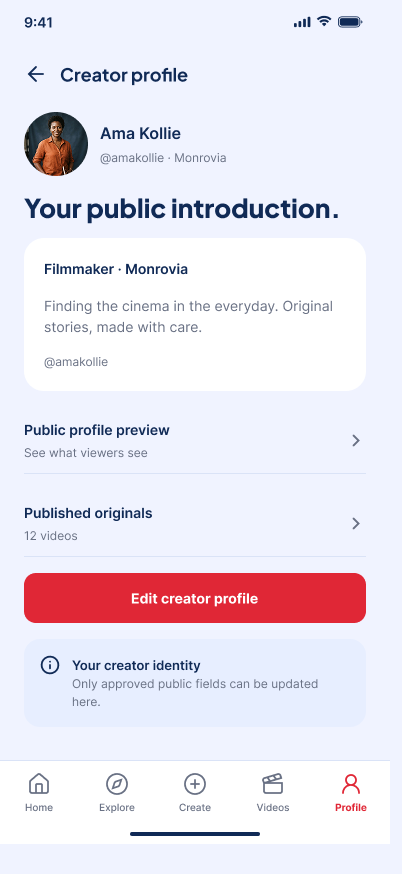 9:41
Creator profile
Ama Kollie
@amakollie · Monrovia
Your public introduction.
Filmmaker · Monrovia
Finding the cinema in the everyday. Original
stories, made with care.
@amakollie
Public profile preview
See what viewers see
Published originals
12 videos
Edit creator profile
Your creator identity
Only approved public fields can be updated
here.
Home
Explore
Create
Videos
Profile